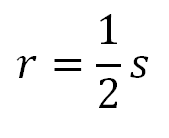 r = 1/2 s